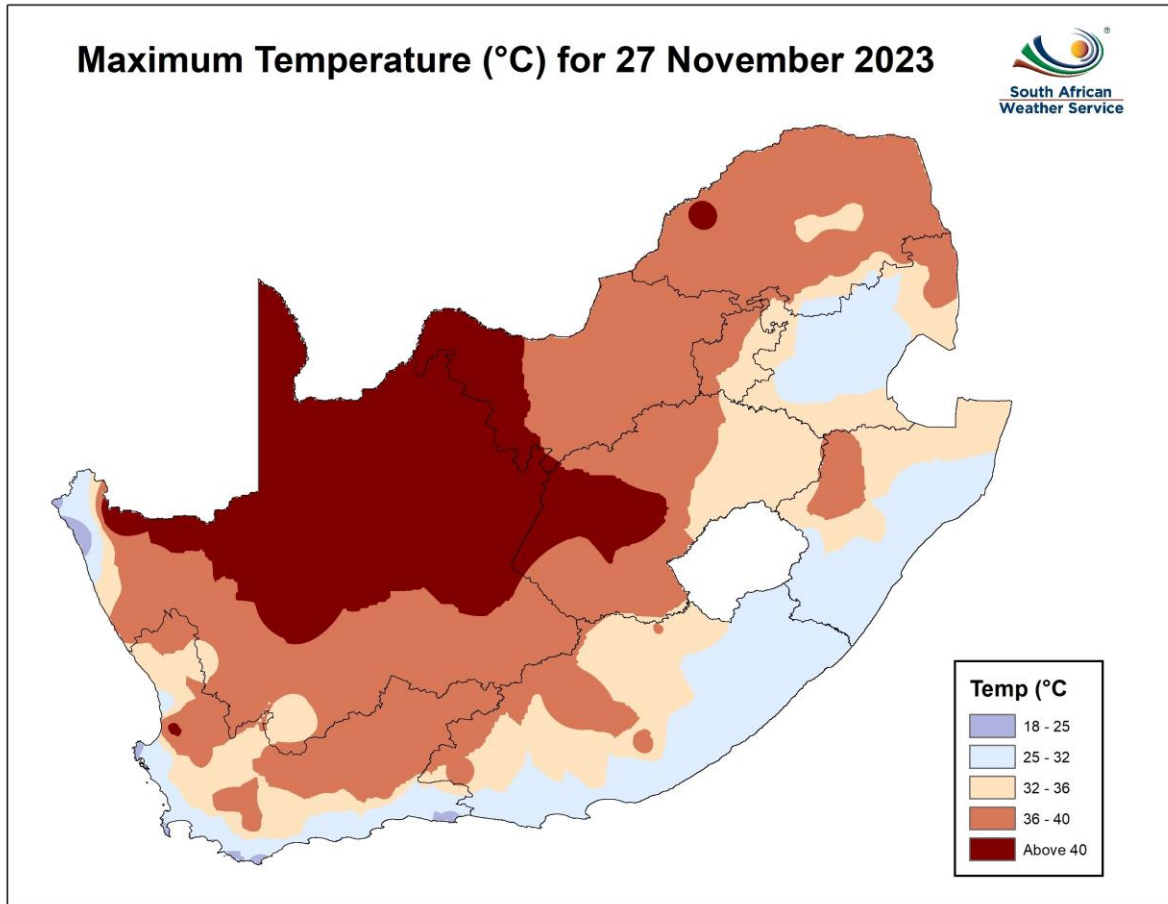 Maximum Temperature (°C) for 27 November 2023
®
South African
Weather Service
Temp (°C
18 - 25
25 - 32
32 - 36
36 - 40
Above 40